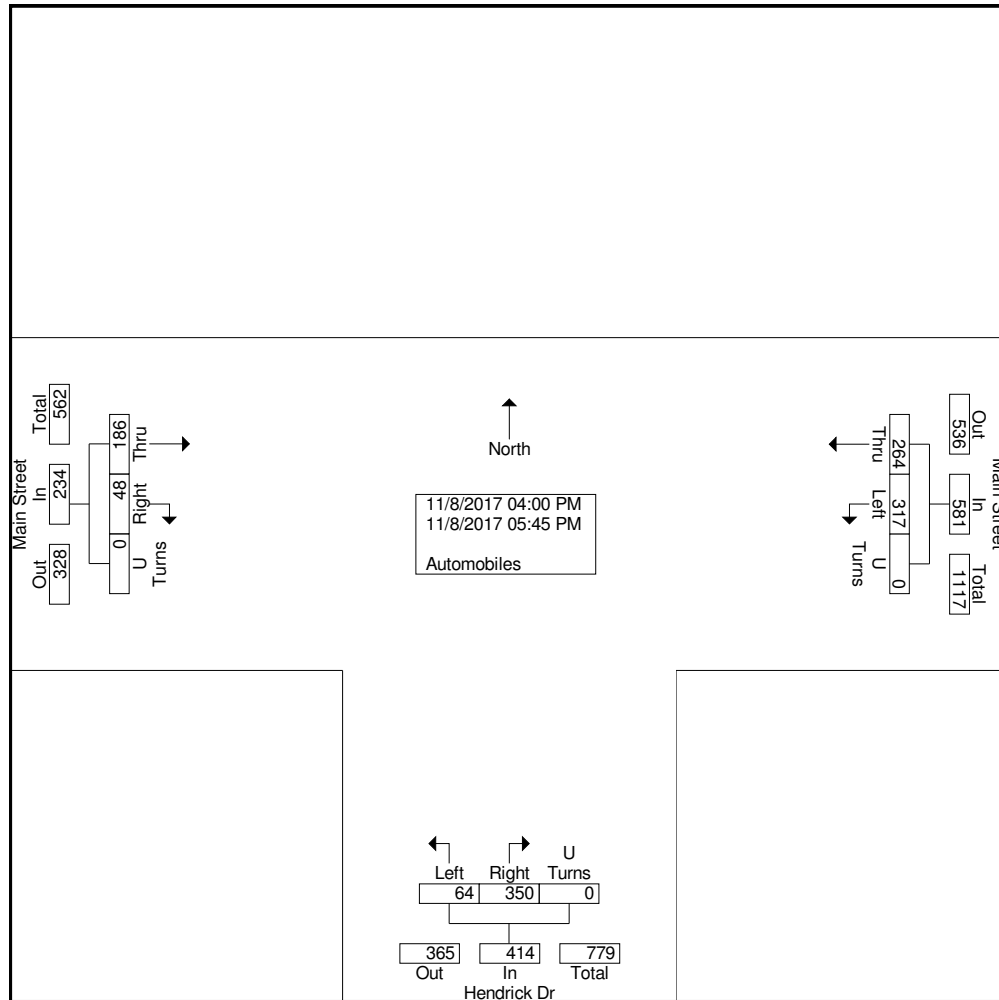 North
11/8/2017 04:00 PM
11/8/2017 05:45 PM
Automobiles
Main Street
Total
In
Out
562
234
328
186
48
0
Thru
Right
U
Turns
Out
In
Total
536
581
1117
264
317
0
Thru
Left
U
Turns
Main Street
Left
Right
U
Turns
64
350
0
365
414
779
Out
In
Total
Hendrick Dr